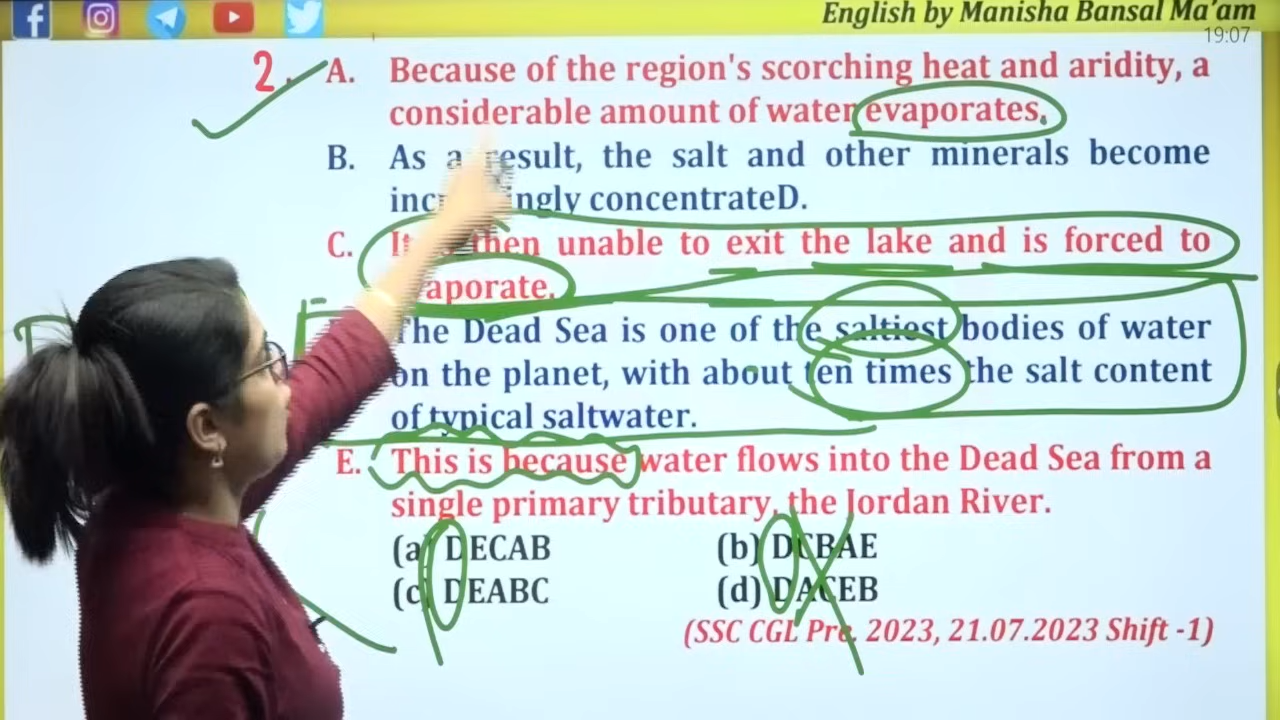 English by Manisha Bansal Ma'am
19:07
2. A. Because of the region's scorching heat and aridity, a
considerable amount of water evaporates.
B. As a result, the salt and other minerals become
concentrateD.
C. then unable to exit the lake and is forced to
The Dead Sea is one of the saltiest bodies of water
on the planet, with about ten times the salt content
of typical saltwater.
E. This is because water flows into the Dead Sea from a
single primary tributary, the Jordan River.
(a) DECAB (b) DCBAE
(c) DEABC (d) DACEB
(SSC CGL Pre. 2023, 21.07.2023 Shift -1)